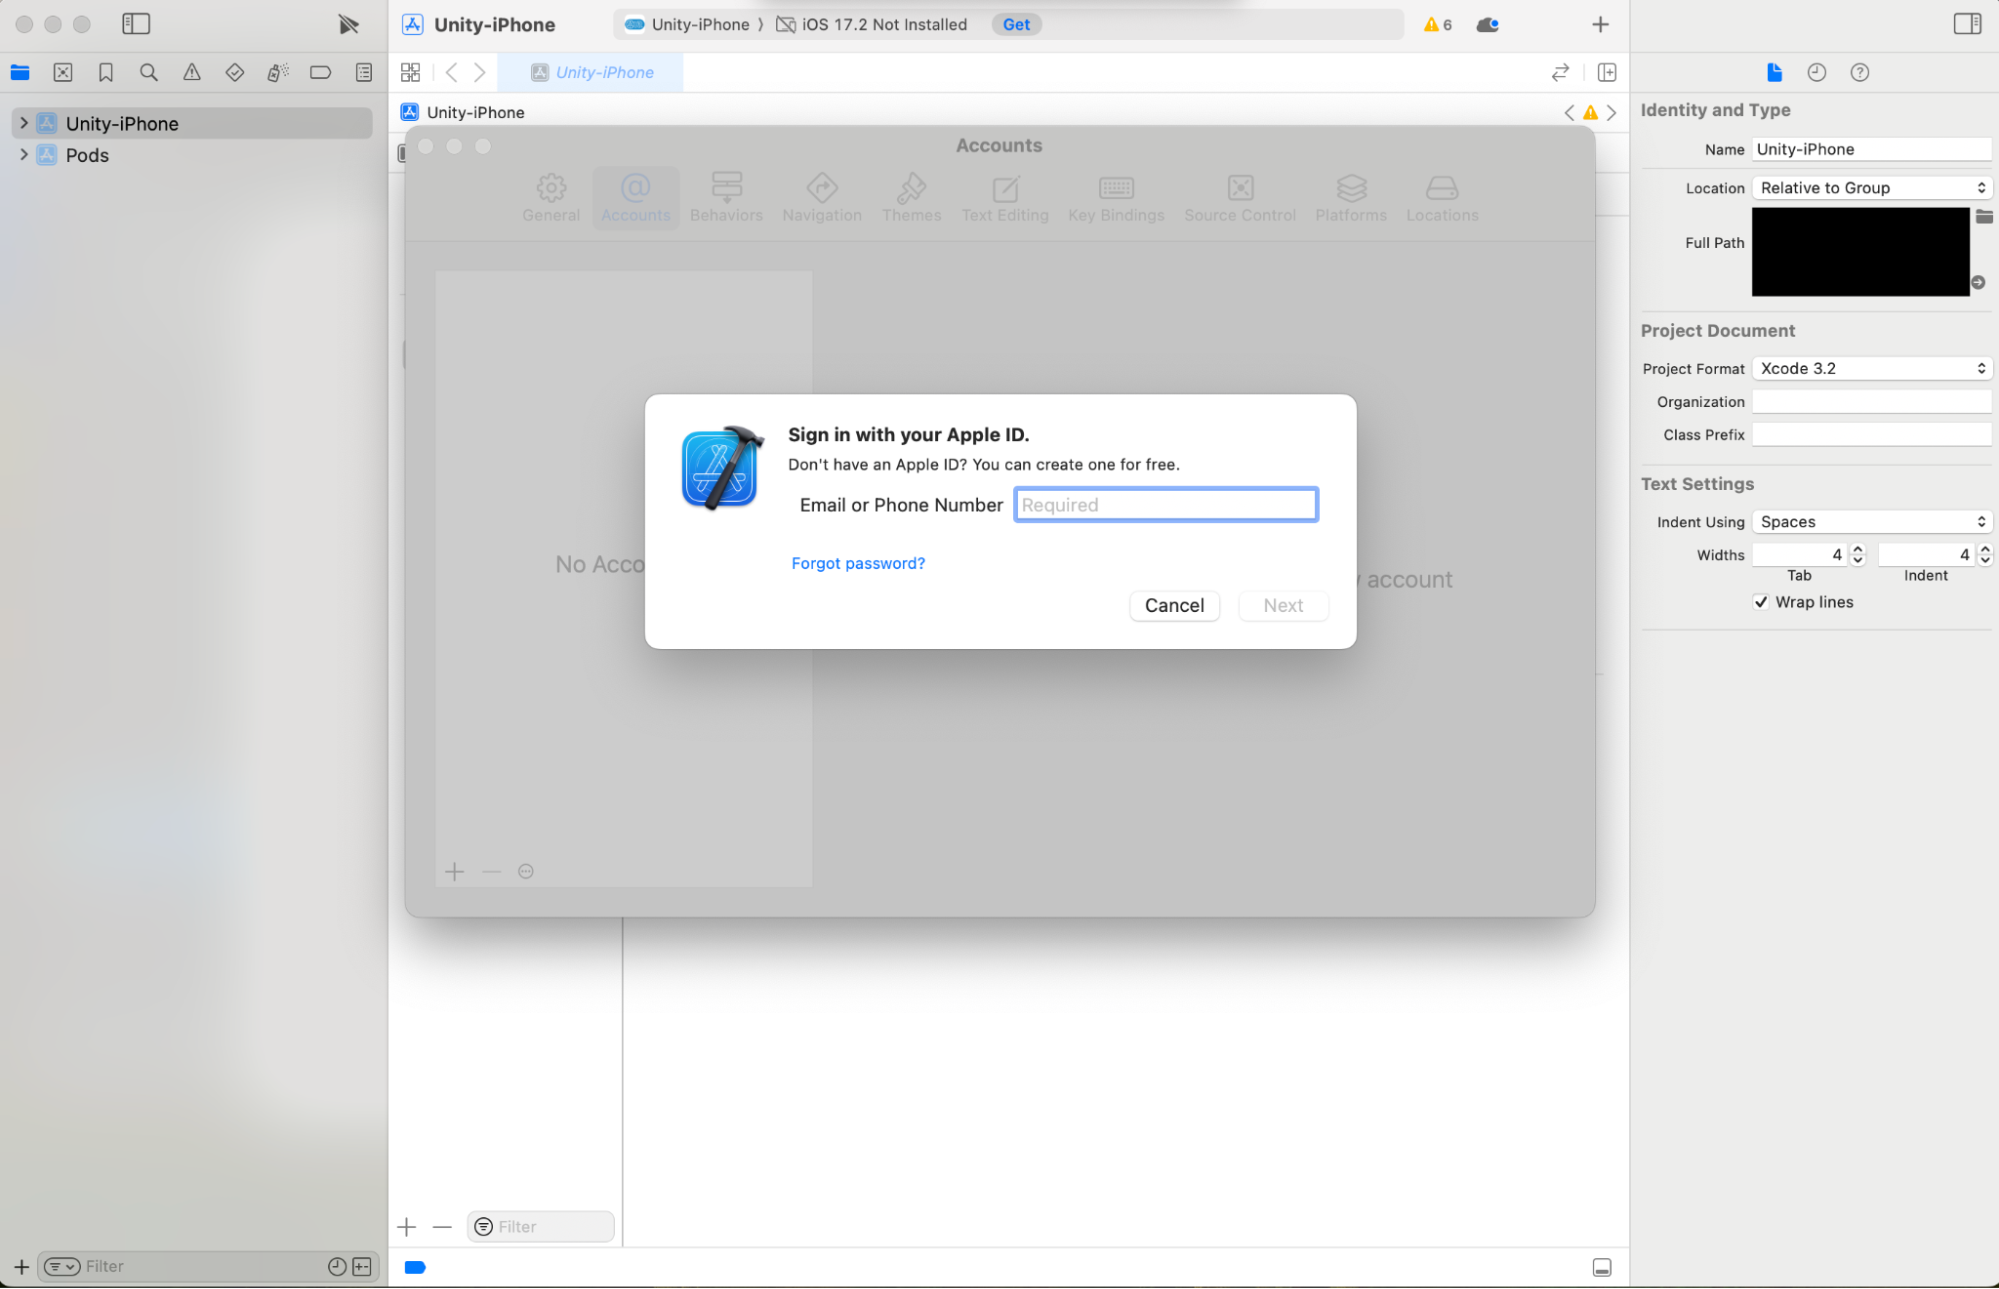 Unity-iPhone
Unity-iPhone
iOS 17.2 Not Installed
Get
6
Unity-iPhone
Unity-iPhone
Pods
Unity-iPhone
Accounts
General
Accounts
Behaviors
Navigation
Themes
Text Editing
Key Bindings
Source Control
Platforms
Locations
No Acco
account
Sign in with your Apple ID.
Don't have an Apple ID? You can create one for free.
Email or Phone Number
Required
Forgot password?
Cancel
Next
Filter
Filter
Identity and Type
Name
Unity-iPhone
Location
Relative to Group
Full Path
Project Document
Project Format
Xcode 3.2
Organization
Class Prefix
Text Settings
Indent Using
Spaces
Widths
4
4
Tab
Indent
Wrap lines